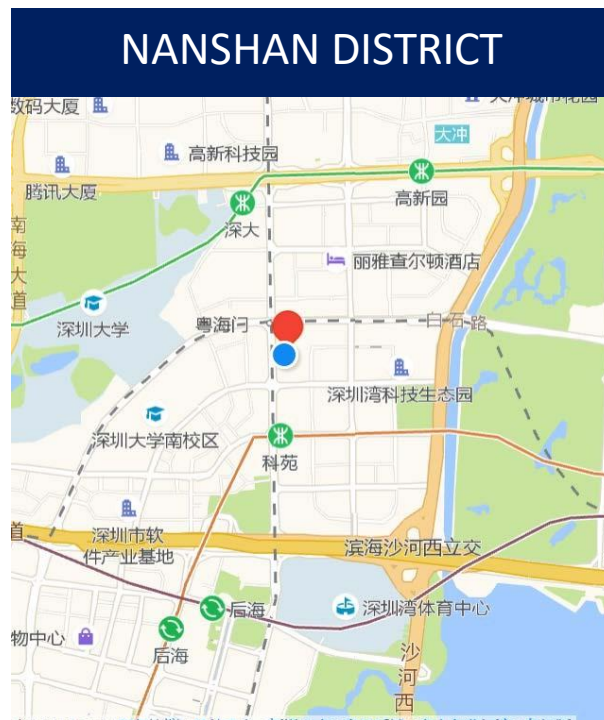 NANSHAN DISTRICT
数码大厦
大冲
高新科技园
腾讯大厦
高新园
南海大道
深大
丽雅查尔顿酒店
深圳大学
粤海门
白石路
深圳湾科技生态园
深圳大学南校区
科苑
深圳市软
件产业基地
道
滨海沙河西立交
后海
深圳湾体育中心
物中心
后海
沙河西